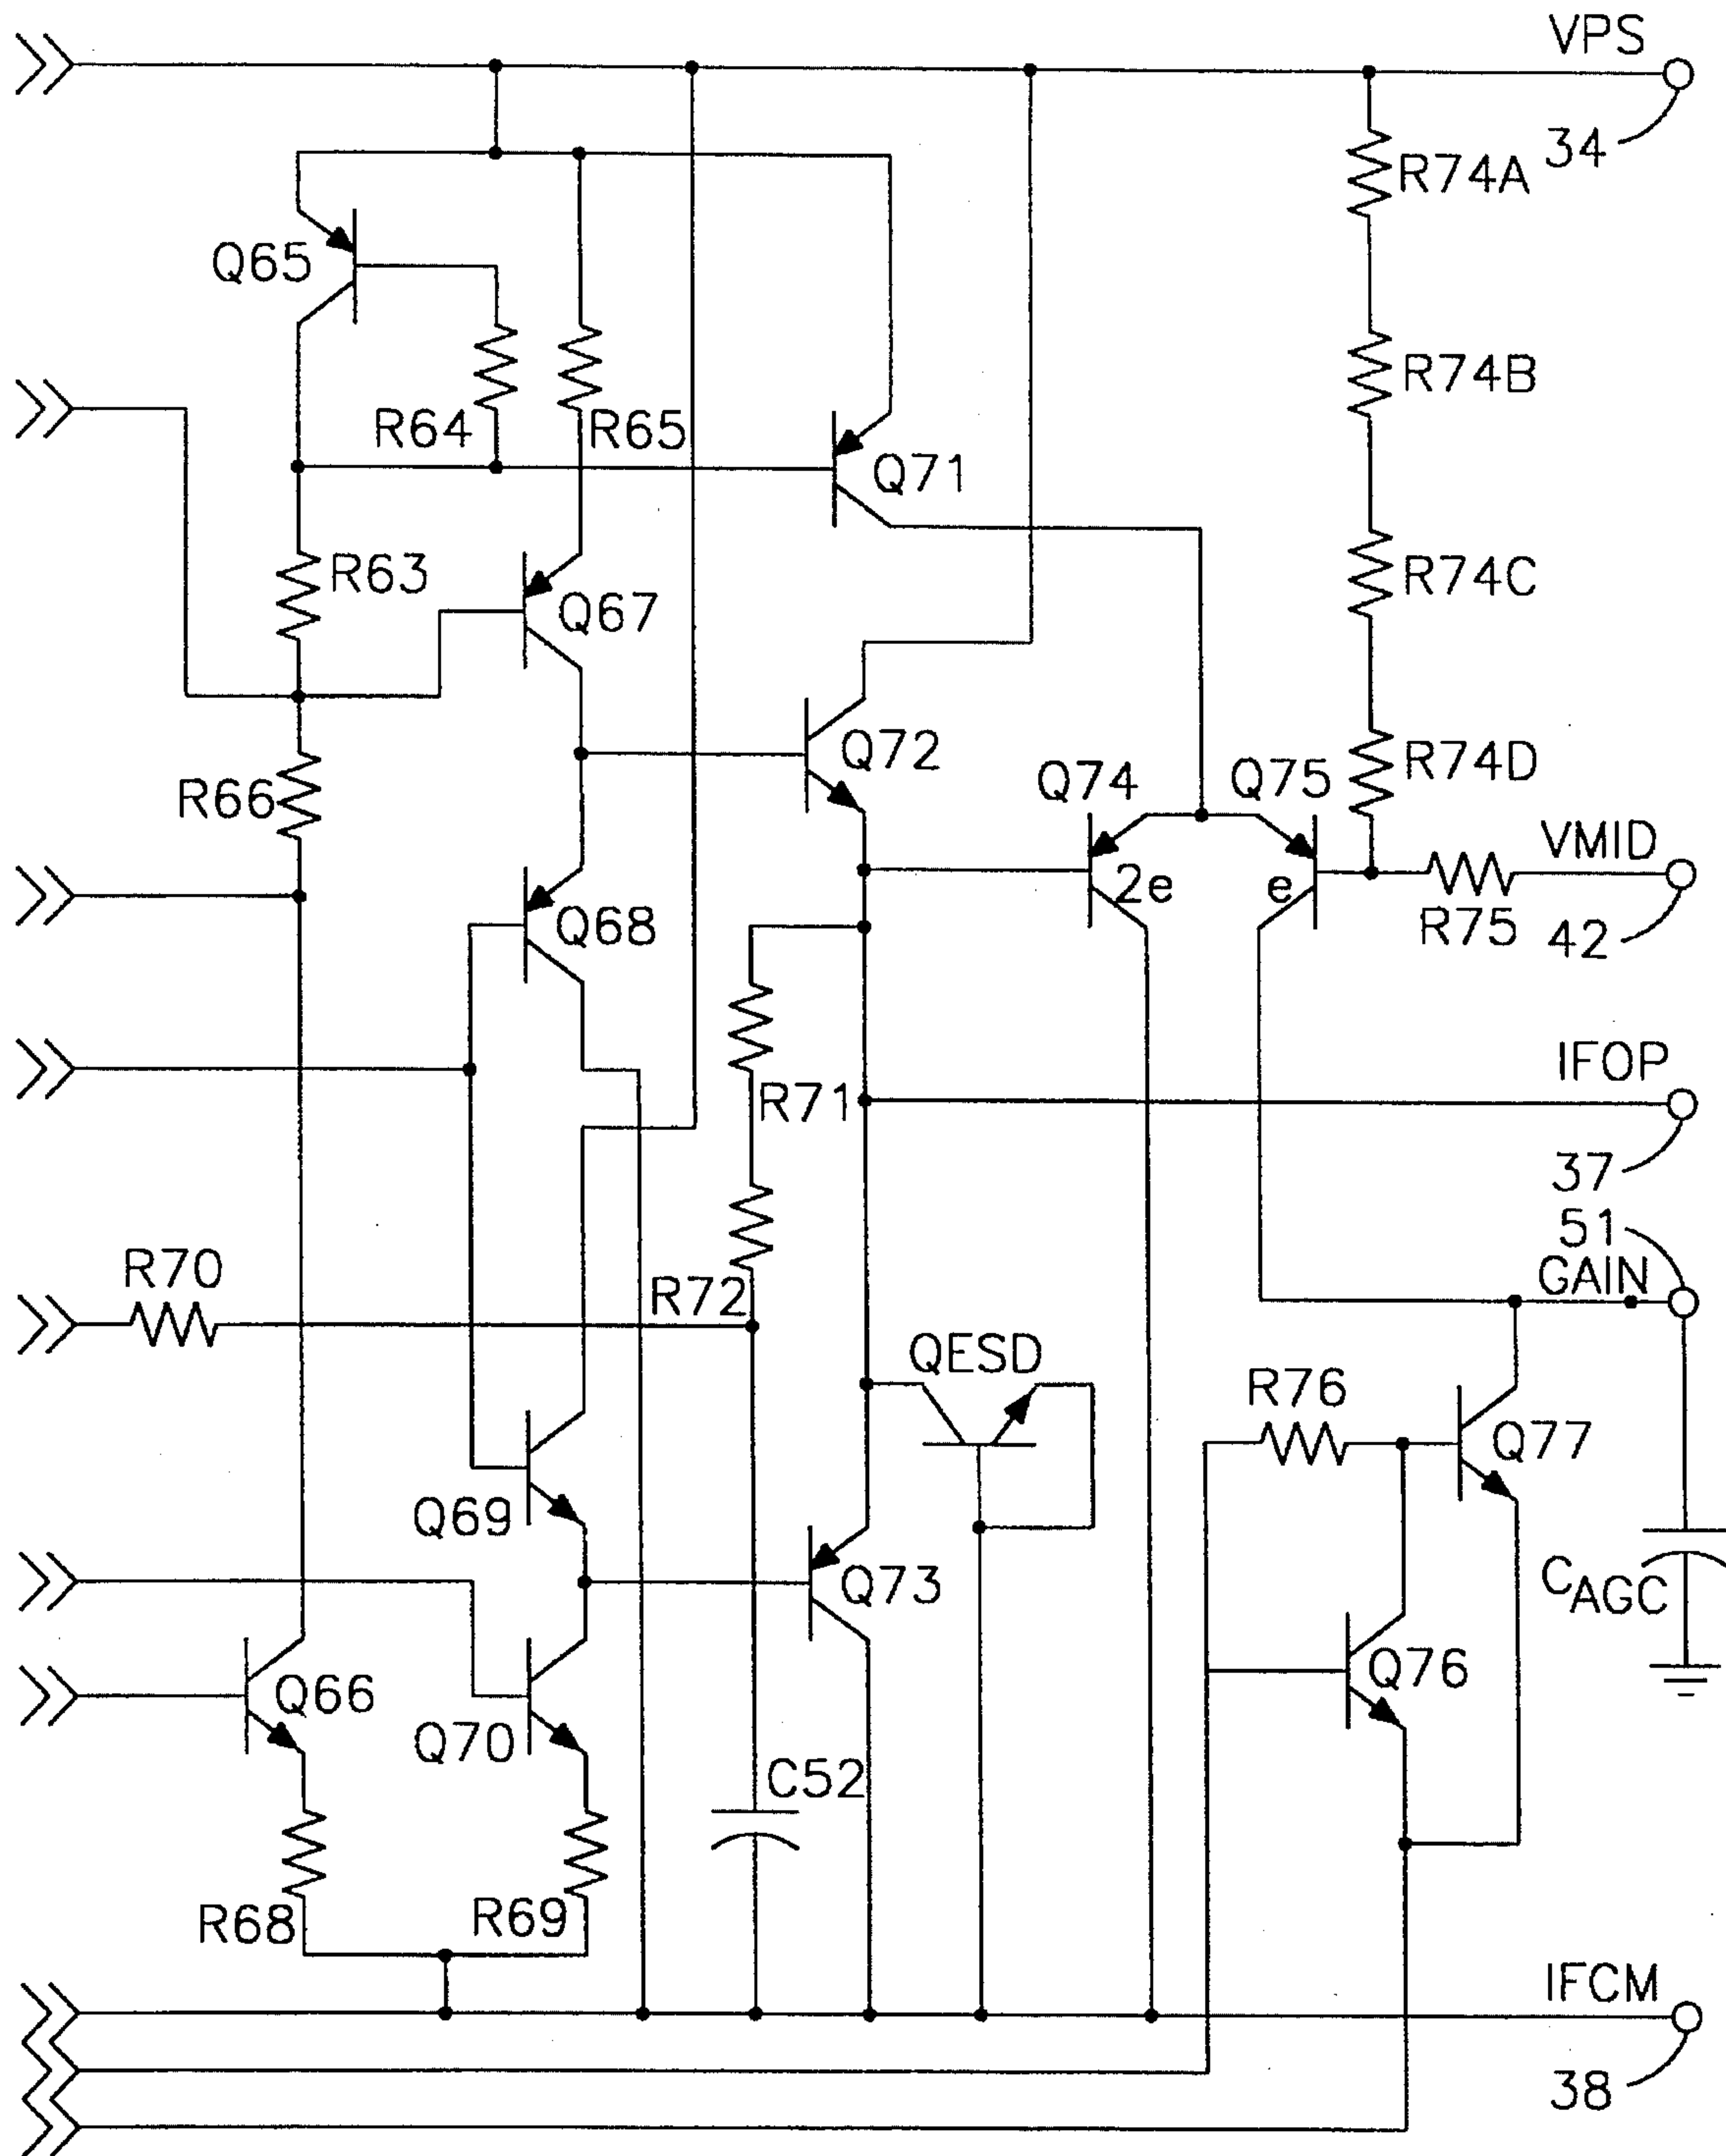 VPS
34
R74A
Q65
R74B
R64
R65
Q71
R63
R74C
Q67
Q72
R74D
Q74
Q75
R66
VMID
2e
e
Q68
R75
42
IFOP
R71
37
51
R70
GAIN
R72
QESD
R76
Q77
Q69
Q73
CAGC
Q66
Q76
Q70
C52
R68
R69
IFCM
38